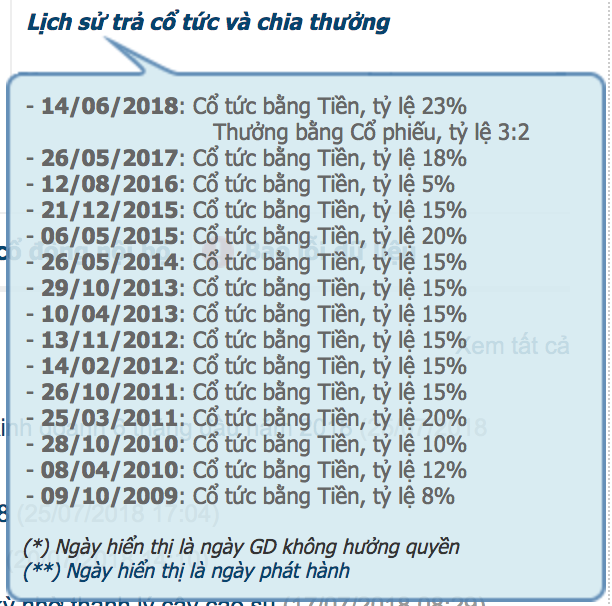 Lịch sử trả cổ tức và chia thưởng
- 14/06/2018: Cổ tức bằng Tiền, tỷ lệ 23%
Thưởng bằng Cổ phiếu, tỷ lệ 3:2
- 26/05/2017: Cổ tức bằng Tiền, tỷ lệ 18%
- 12/08/2016: Cổ tức bằng Tiền, tỷ lệ 5%
- 21/12/2015: Cổ tức bằng Tiền, tỷ lệ 15%
- 06/05/2015: Cổ tức bằng Tiền, tỷ lệ 20%
- 26/05/2014: Cổ tức bằng Tiền, tỷ lệ 15%
- 29/10/2013: Cổ tức bằng Tiền, tỷ lệ 15%
- 10/04/2013: Cổ tức bằng Tiền, tỷ lệ 15%
- 13/11/2012: Cổ tức bằng Tiền, tỷ lệ 15%
Xem tất cả
- 14/02/2012: Cổ tức bằng Tiền, tỷ lệ 15%
- 26/10/2011: Cổ tức bằng Tiền, tỷ lệ 15%
- 25/03/2011: Cổ tức bằng Tiền, tỷ lệ 20%
- 28/10/2010: Cổ tức bằng Tiền, tỷ lệ 10%
- 08/04/2010: Cổ tức bằng Tiền, tỷ lệ 12%
- 09/10/2009: Cổ tức bằng Tiền, tỷ lệ 8%
8 (25/07/2018 17:04)
(*) Ngày hiển thị là ngày GD không hưởng quyền
(**) Ngày hiển thị là ngày phát hành
thanh lý cây cao su (17/07/2018 08:29)